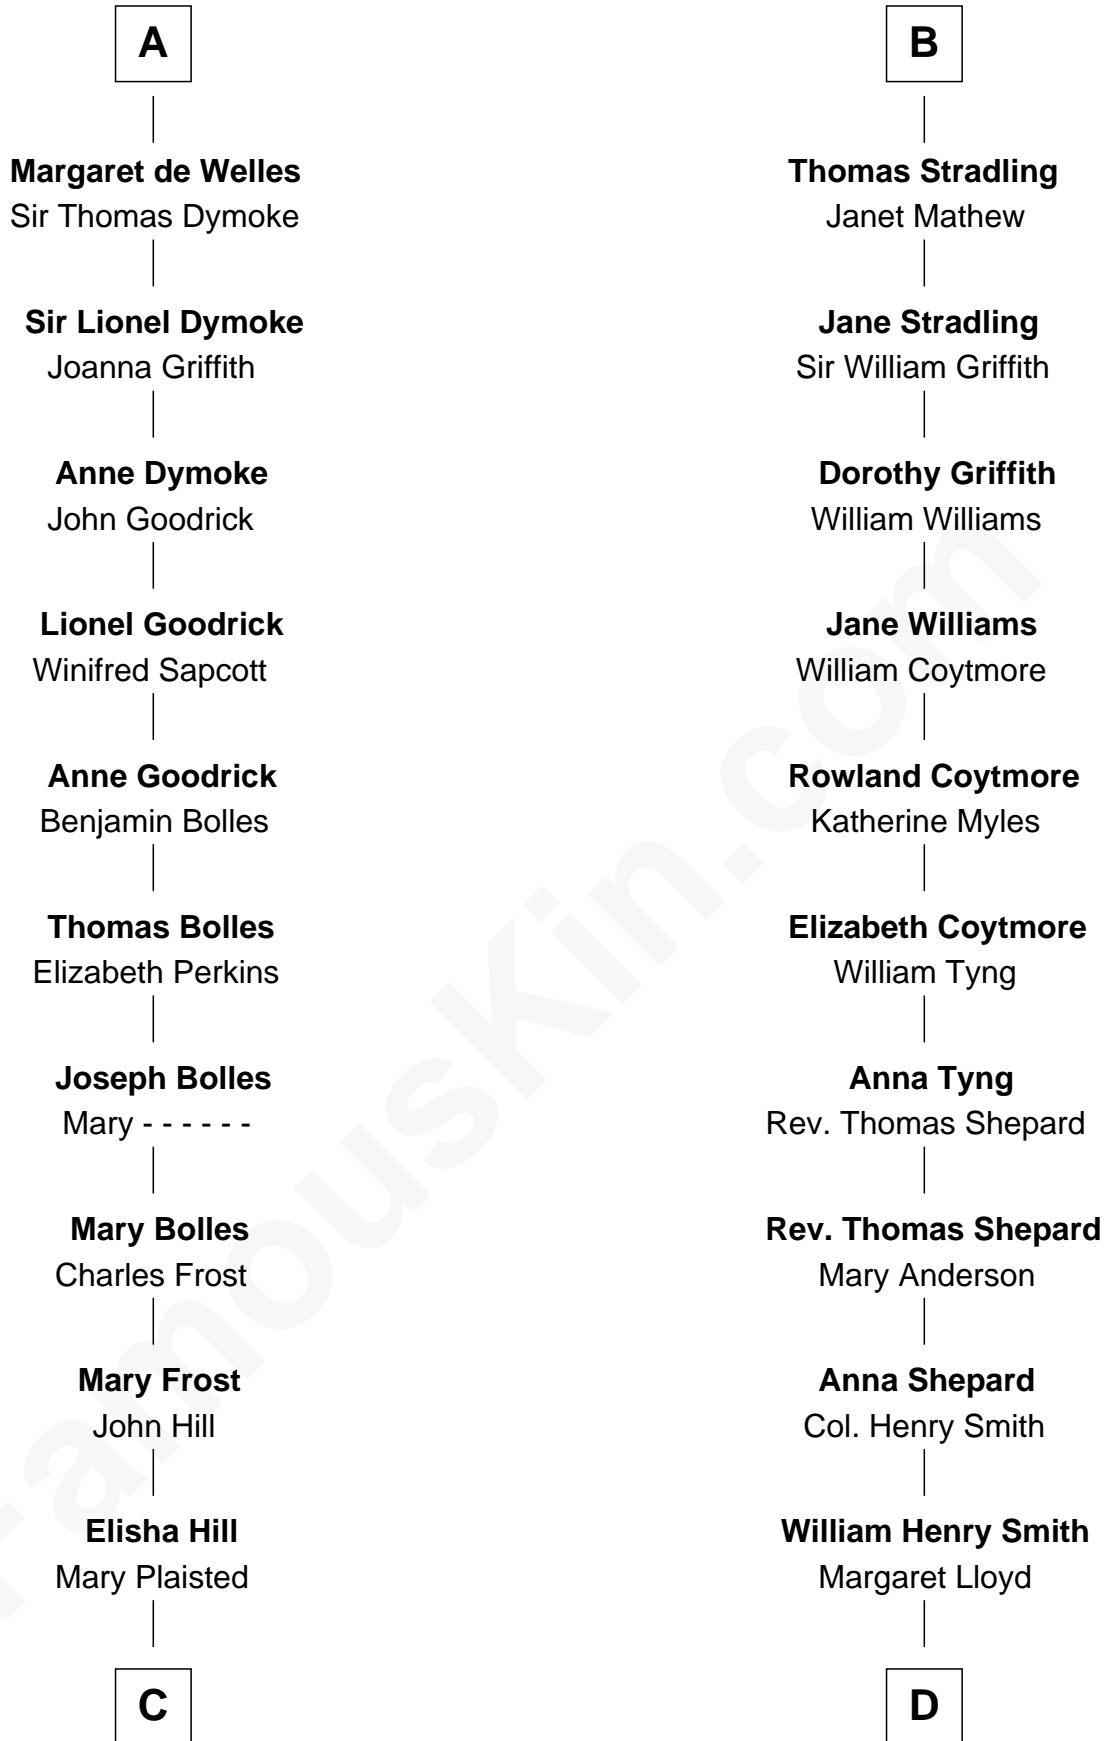 A
Margaret de Welles
Sir Thomas Dymoke
Sir Lionel Dymoke
Joanna Griffith
Anne Dymoke
John Goodrick
Lionel Goodrick
Winifred Sapcott
Anne Goodrick
Benjamin Bolles
Thomas Bolles
Elizabeth Perkins
Joseph Bolles
Mary - - - - - -
Mary Bolles
Charles Frost
Mary Frost
John Hill
Elisha Hill
Mary Plaisted
C
B
Thomas Stradling
Janet Mathew
Jane Stradling
Sir William Griffith
Dorothy Griffith
William Williams
Jane Williams
William Coytmore
Rowland Coytmore
Katherine Myles
Elizabeth Coytmore
William Tyng
Anna Tyng
Rev. Thomas Shepard
Rev. Thomas Shepard
Mary Anderson
Anna Shepard
Col. Henry Smith
William Henry Smith
Margaret Lloyd
D
FamousKin.com